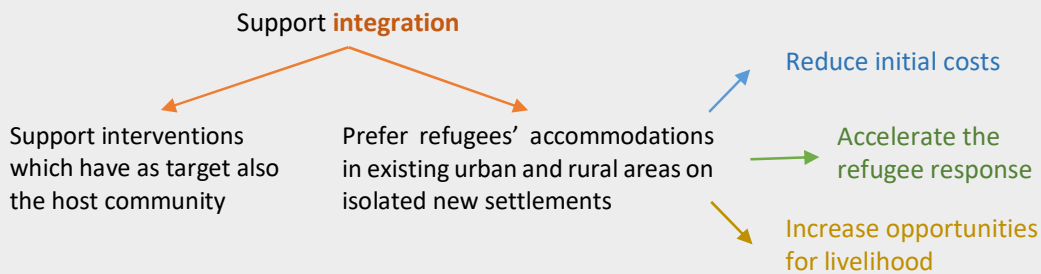 Support integration
Support interventions
which have as target also
the host community
Prefer refugees’ accommodations
in existing urban and rural areas on
isolated new settlements
Reduce initial costs
Accelerate the
refugee response
Increase opportunities
for livelihood